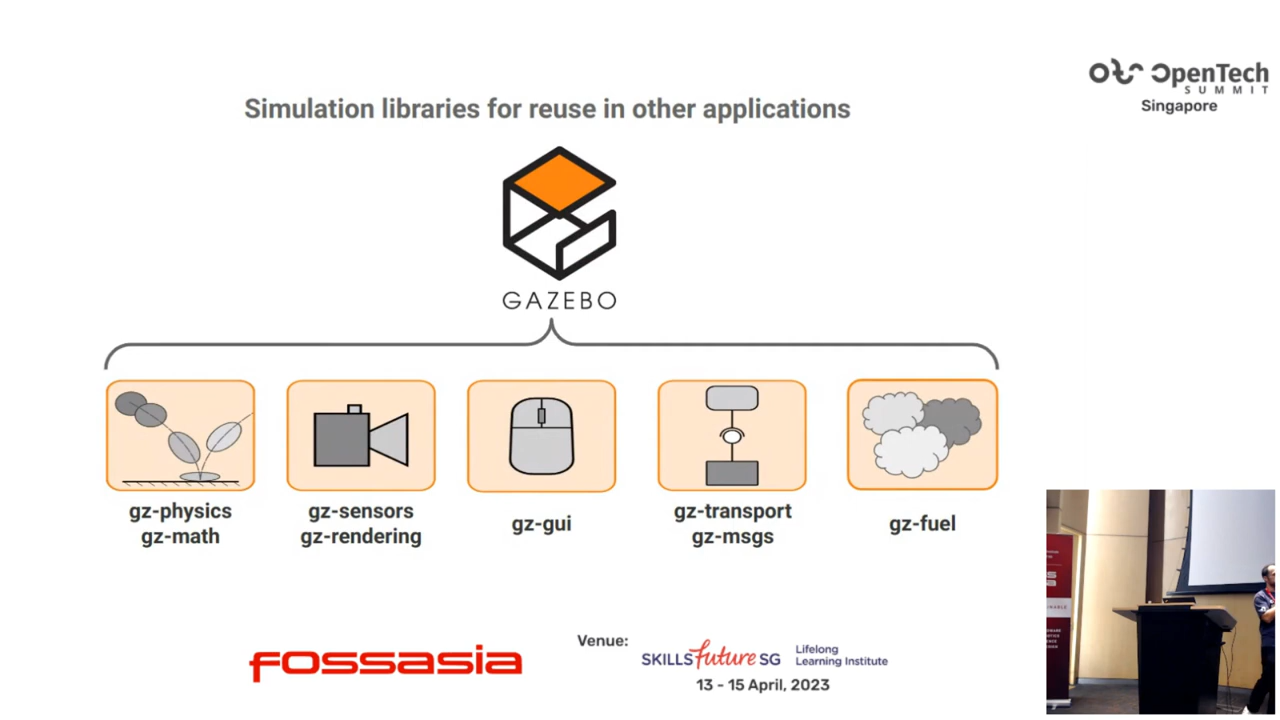 OpenTech
SUMMIT
Singapore
Simulation libraries for reuse in other applications
GAZEBO
gz-physics
gz-math
gz-sensors
gz-rendering
gz-gui
gz-transport
gz-msgs
gz-fuel
fossasia
Venue:
SKILLSfuture SG
Lifelong
Learning Institute
13 - 15 April, 2023